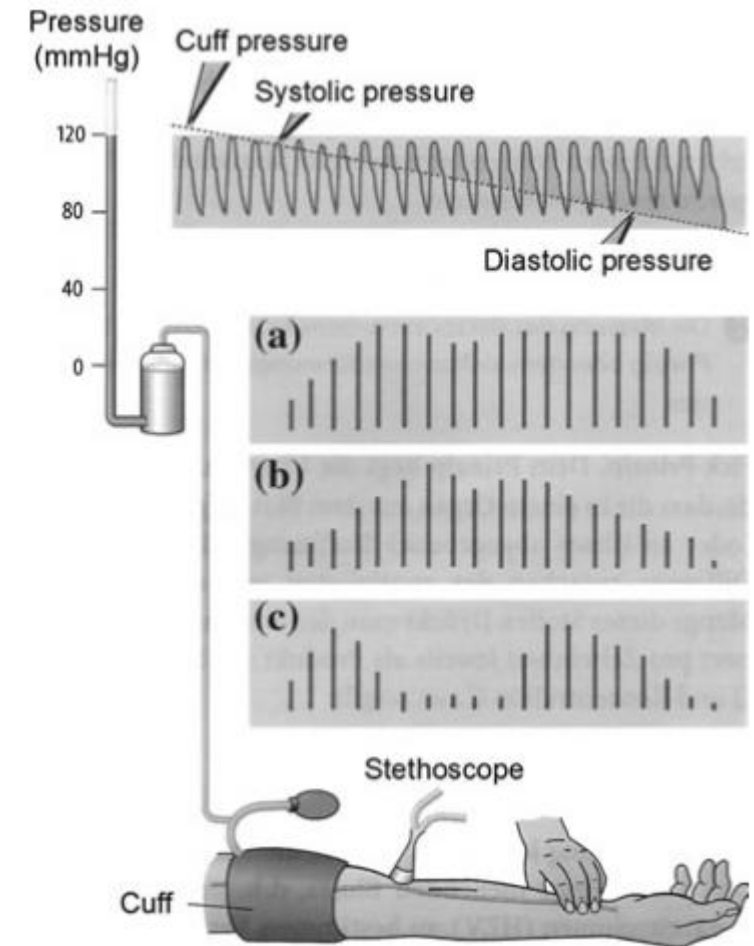 Pressure
(mmHg)
Cuff pressure
Systolic pressure
120
80
40
0
Diastolic pressure
(a)
(b)
(c)
Stethoscope
Cuff